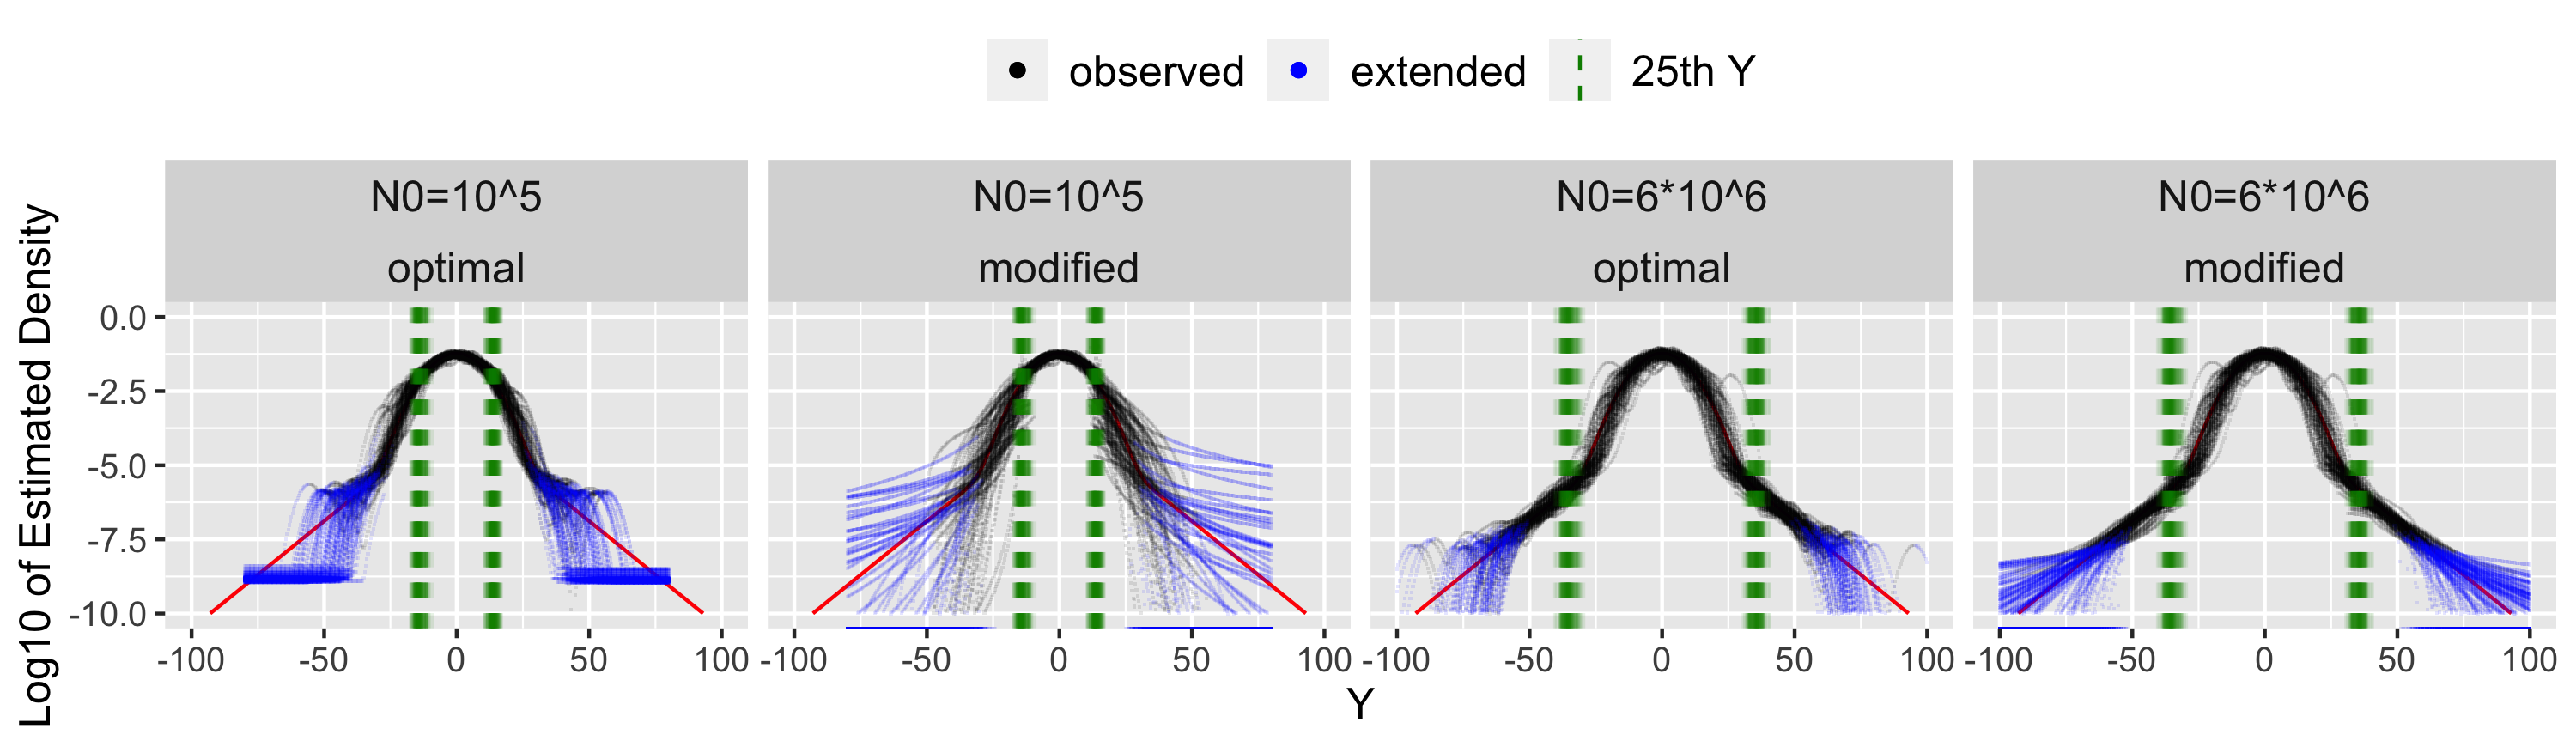 observed extended 25th Y
N0=10^5 N0=10^5 N0=6*10^6 N0=6*10^6
optimal modified optimal modified
Log10 of Estimated Density
0.0
-2.5
-5.0
-7.5
-10.0
-100 -50 0 50 100 -100 -50 0 50 100 -100 -50 0 50 100 -100 -50 0 50 100
Y